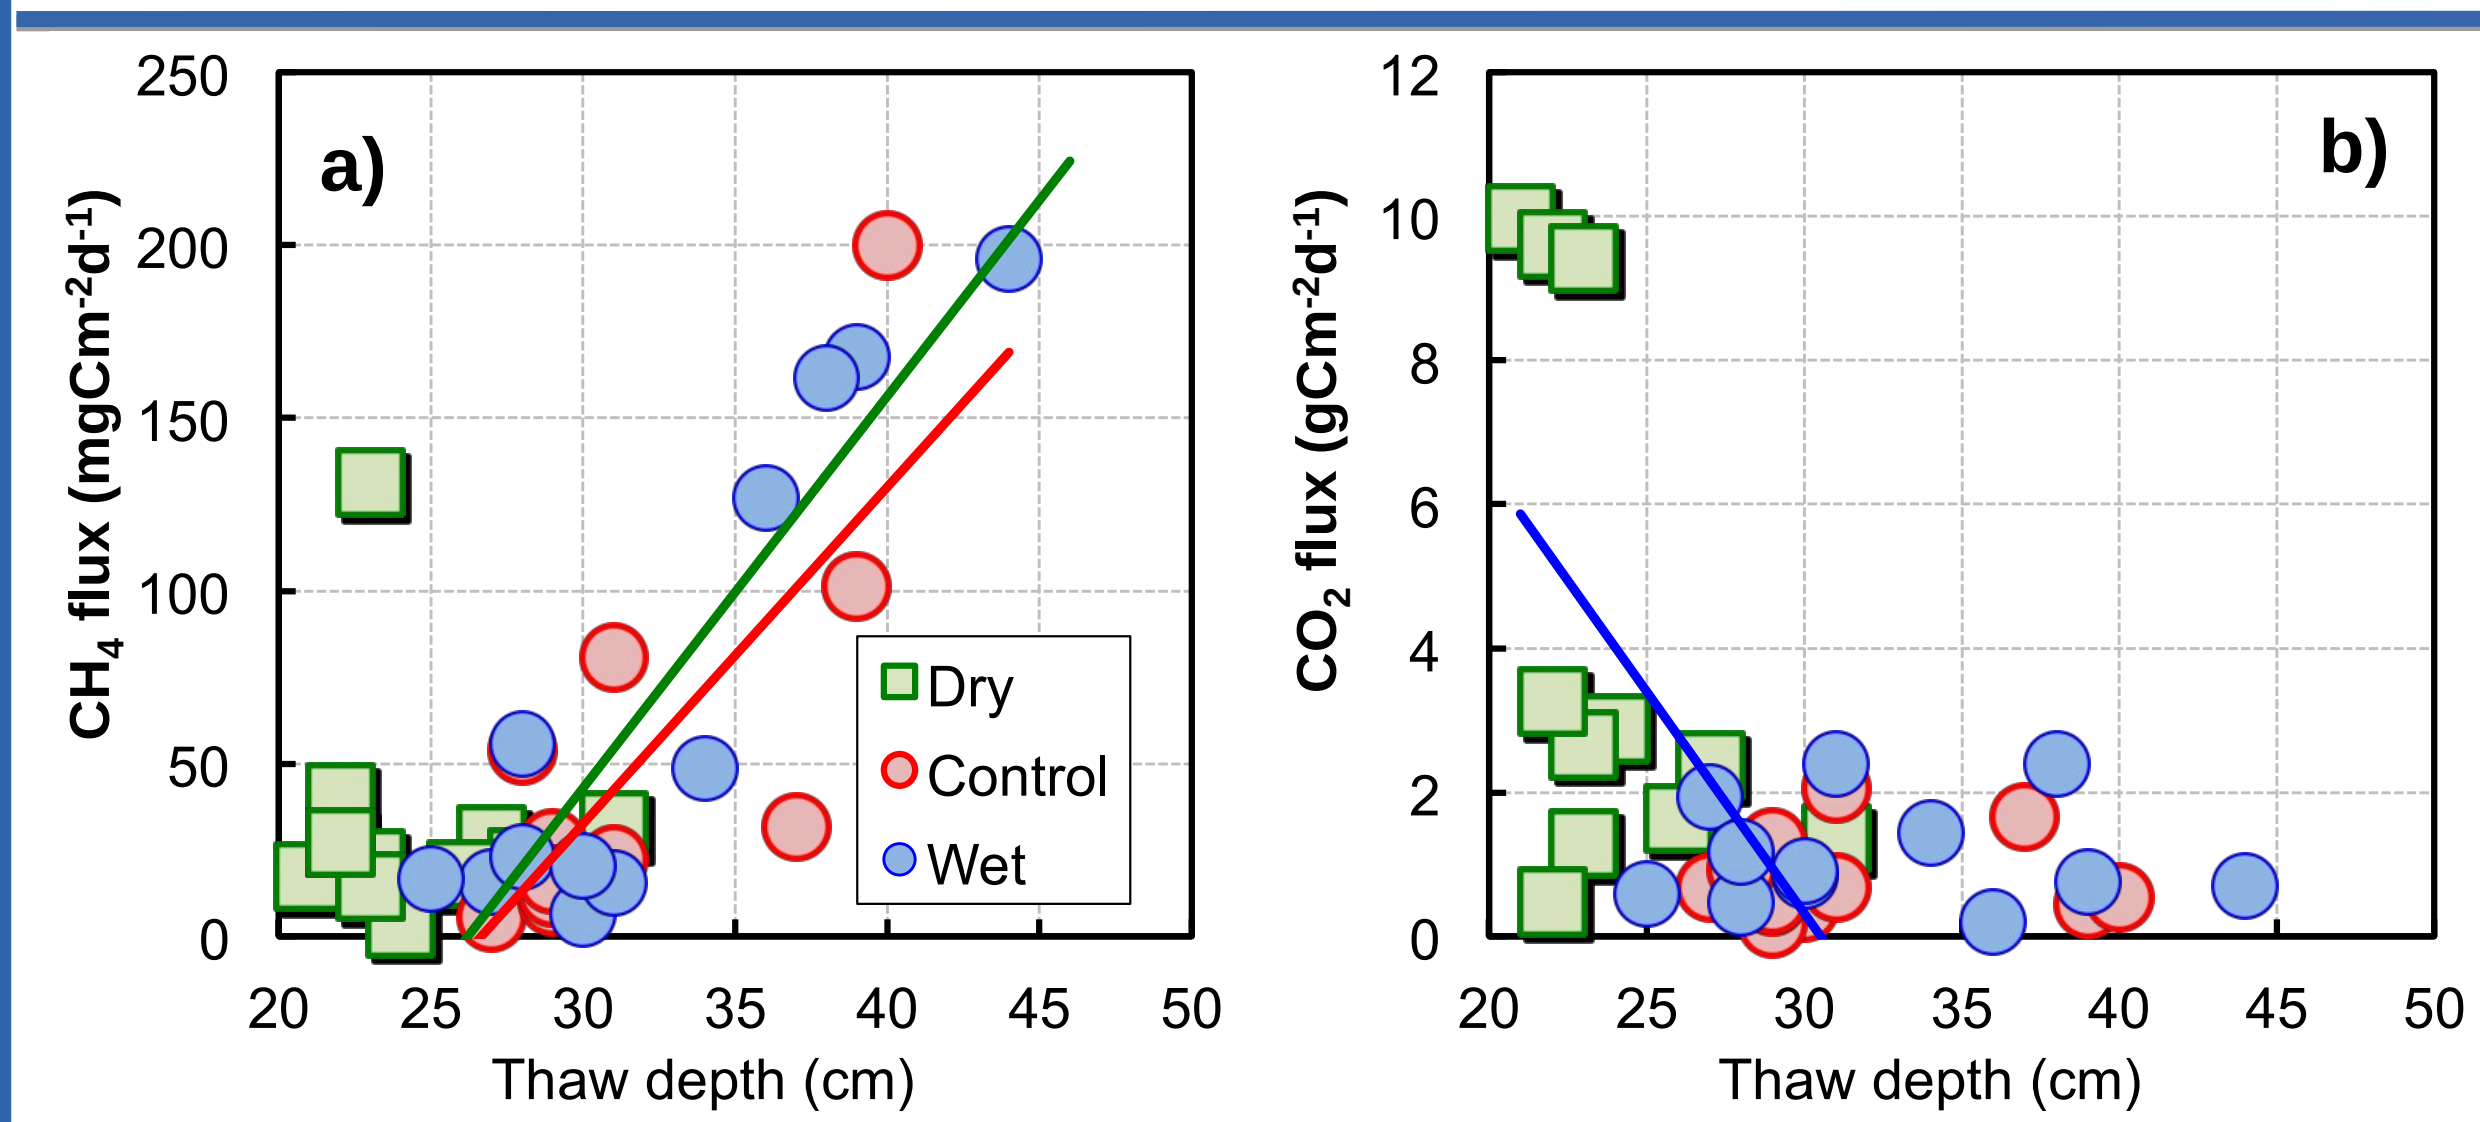 a)
250
200
150
100
50
0
CH4 flux (mgCm-2d-1)
Dry
Control
Wet
20 25 30 35 40 45 50
Thaw depth (cm)
b)
12
10
8
6
4
2
0
CO2 flux (gCm-2d-1)
20 25 30 35 40 45 50
Thaw depth (cm)